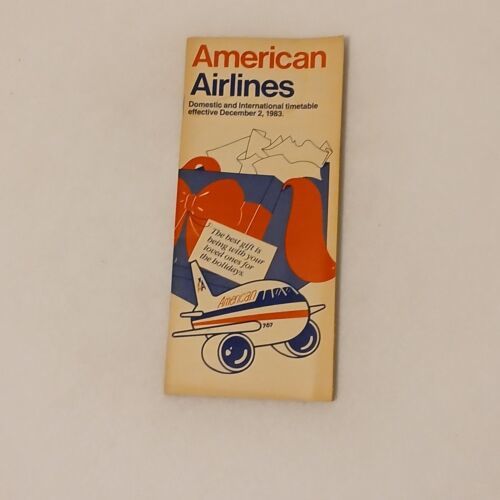 American
Airlines
Domestic and International timetable
effective December 2, 1983.
The best gift is
being with your
loved ones for
the holidays.
American
767